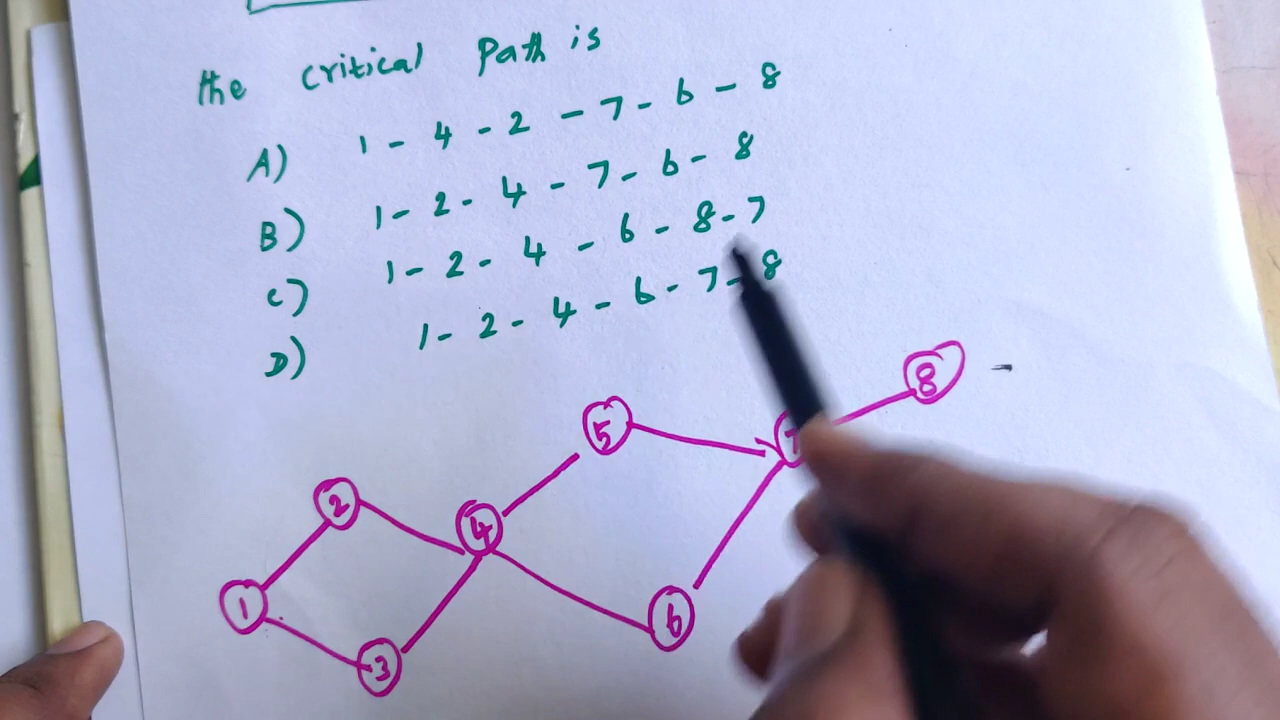 the critical Path is
A) 1 - 4 - 2 - 7 - 6 - 8
B) 1 - 2 - 4 - 7 - 6 - 8
C) 1 - 2 - 4 - 6 - 8 - 7
D) 1 - 2 - 4 - 6 - 7 - 8
8
5
7
2
4
1
6
3